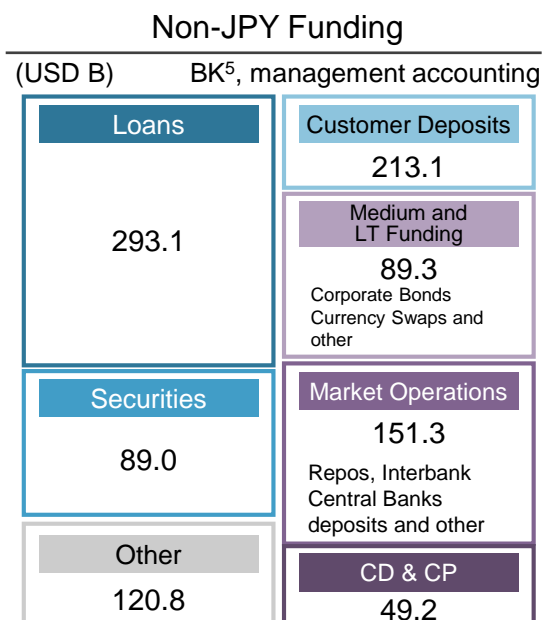 Non-JPY Funding
(USD B) BK⁵, management accounting
Loans
293.1
Securities
89.0
Other
120.8
Customer Deposits
213.1
Medium and
LT Funding
89.3
Corporate Bonds
Currency Swaps and
other
Market Operations
151.3
Repos, Interbank
Central Banks
deposits and other
CD & CP
49.2